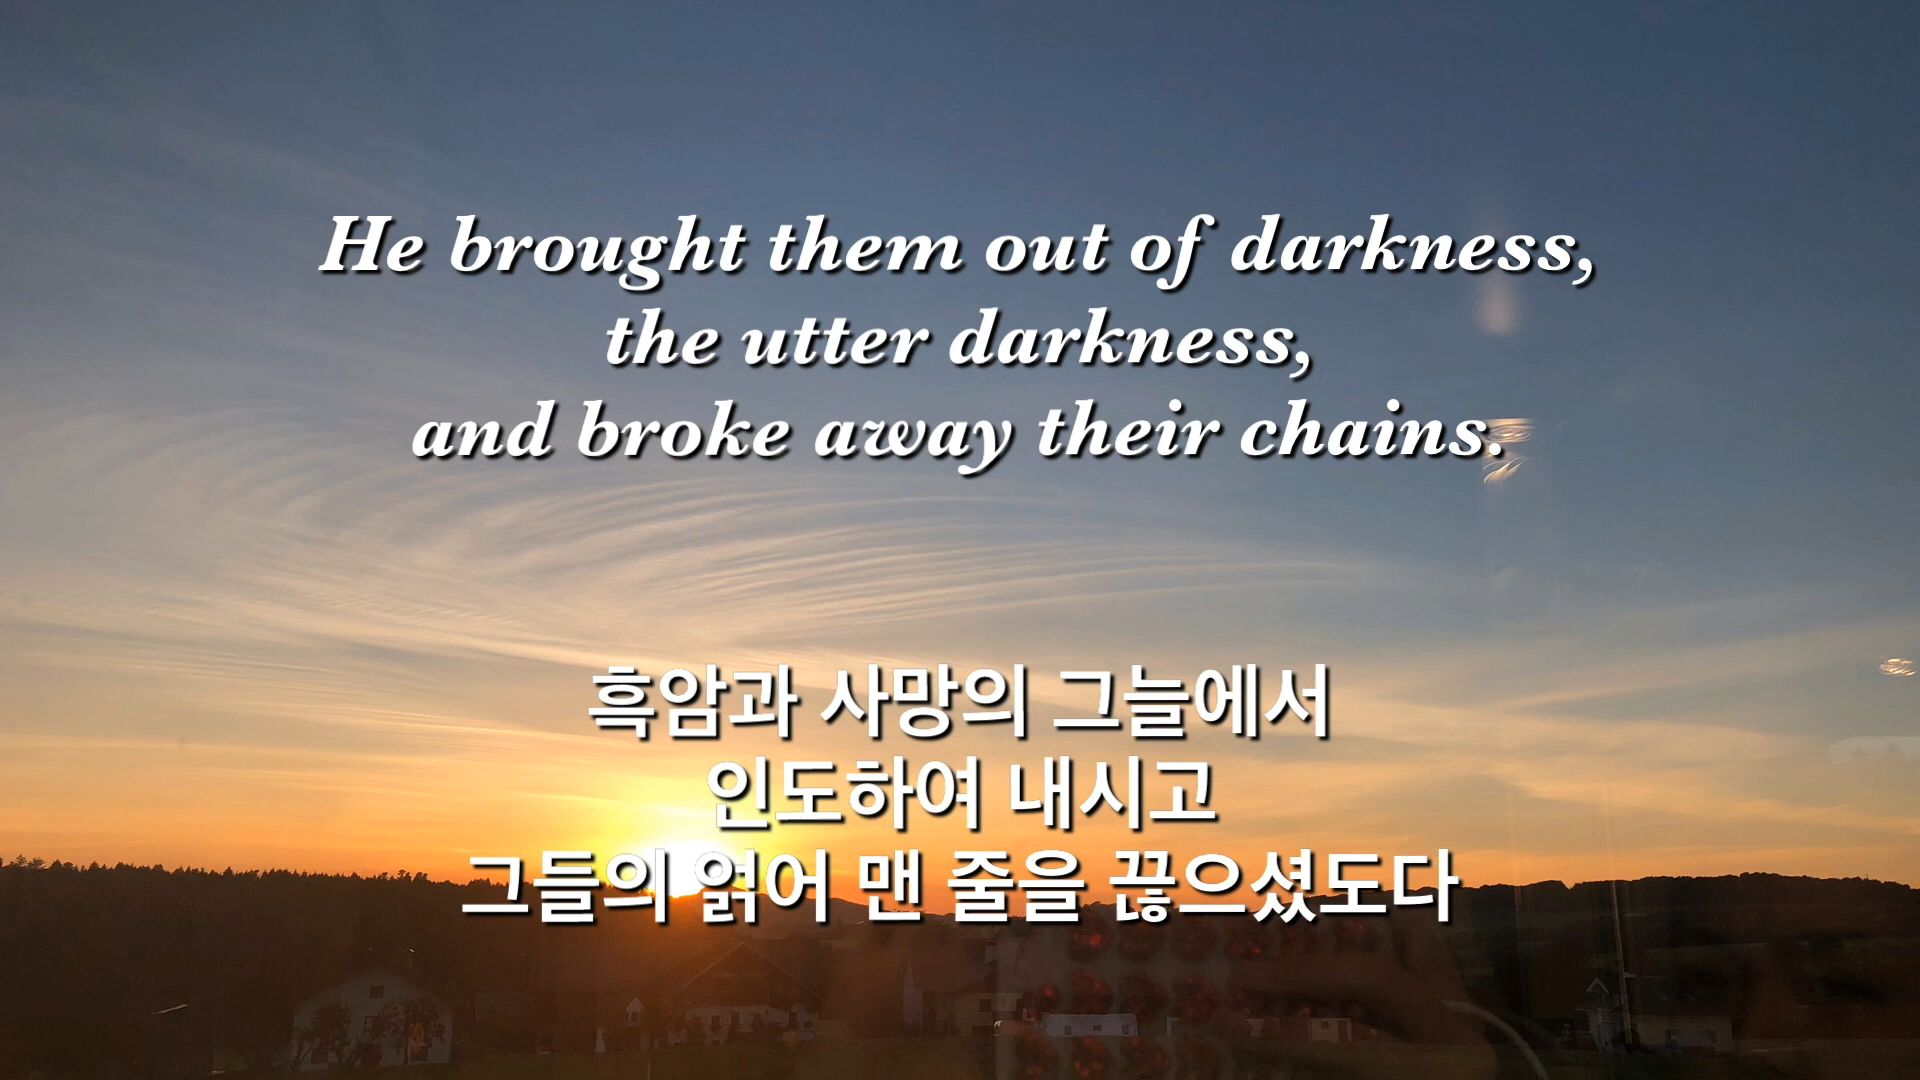 He brought them out of darkness,
the utter darkness,
and broke away their chains.
흑암과 사망의 그늘에서
인도하여 내시고
그들의 얽어 맨 줄을 끊으셨도다